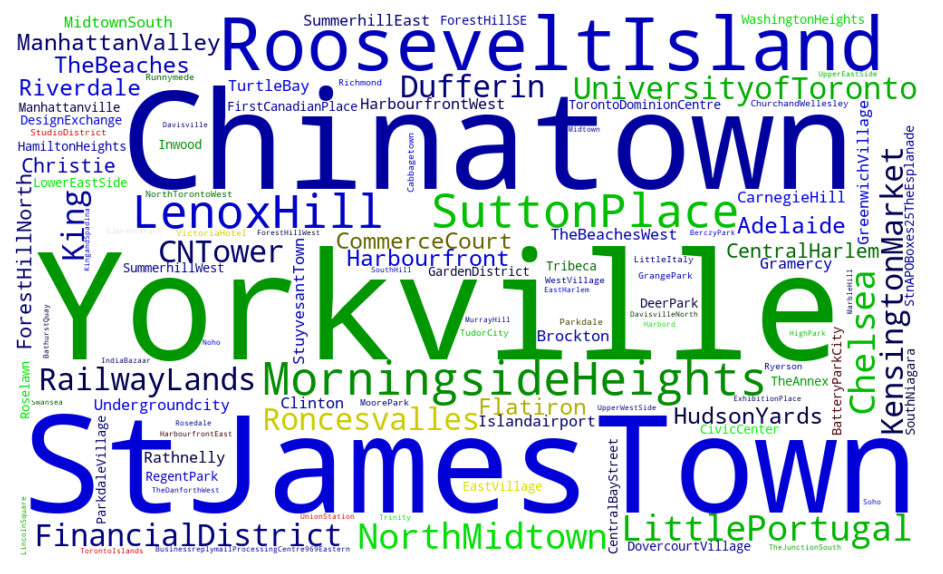 MidtownSouth
SummerhillEast
ForestHillSE
WashingtonHeights
ManhattanValley
RooseveltIsland
TheBeaches
Runnymede
UpperEastSide
Riverdale
TurtleBay
Richmond
Dufferin
UniversityofToronto
Manhattanville
FirstCanadianPlace
HarbourfrontWest
TorontoDominionCentre
ChurchandWellesley
DesignExchange
StudioDistrict
Davisville
Chinatown
Midtown
HamiltonHeights
Inwood
Cabbagetown
GreenwichVillage
StnAPOBoxes25TheEsplanade
Christie
LowerEastSide
NorthTorontoWest
CarnegieHill
ForestHillNorth
King
KingandSpadina
LenoxHill
SuttonPlace
Adelaide
KensingtonMarket
VictoriaHotel
ForestHillWest
CommerceCourt
TheBeachesWest
BerczyPark
CNTower
Harbourfront
CentralHarlem
SummerhillWest
StuyvesantTown
SouthHill
GardenDistrict
Tribeca
LittleItaly
GrangePark
Gramercy
WestVillage
EastHarlem
MarbleHill
Chelsea
DeerPark
DavisvilleNorth
BathurstQuay
Yorkville
MurrayHill
TudorCity
Parkdale
Harbord
Brockton
HighPark
Noho
BatteryParkCity
SouthNiagara
IndiaBazaar
RailwayLands
MorningsideHeights
Ryerson
TheAnnex
Roselawn
Swansea
Undergroundcity
Clinton
MoorePark
Roncesvalles
Flatiron
UpperWestSide
ExhibitionPlace
HudsonYards
Islandairport
CivicCenter
Rosedale
HarbourfrontEast
ParkdaleVillage
StJamesTown
Rathnelly
RegentPark
CentralBayStreet
TheDanforthWest
EastVillage
Soho
LincolnSquare
UnionStation
Trinity
FinancialDistrict
NorthMidtown
LittlePortugal
TorontoIslands
BusinessreplymailProcessingCentre969Eastern
DovercourtVillage
TheJunctionSouth